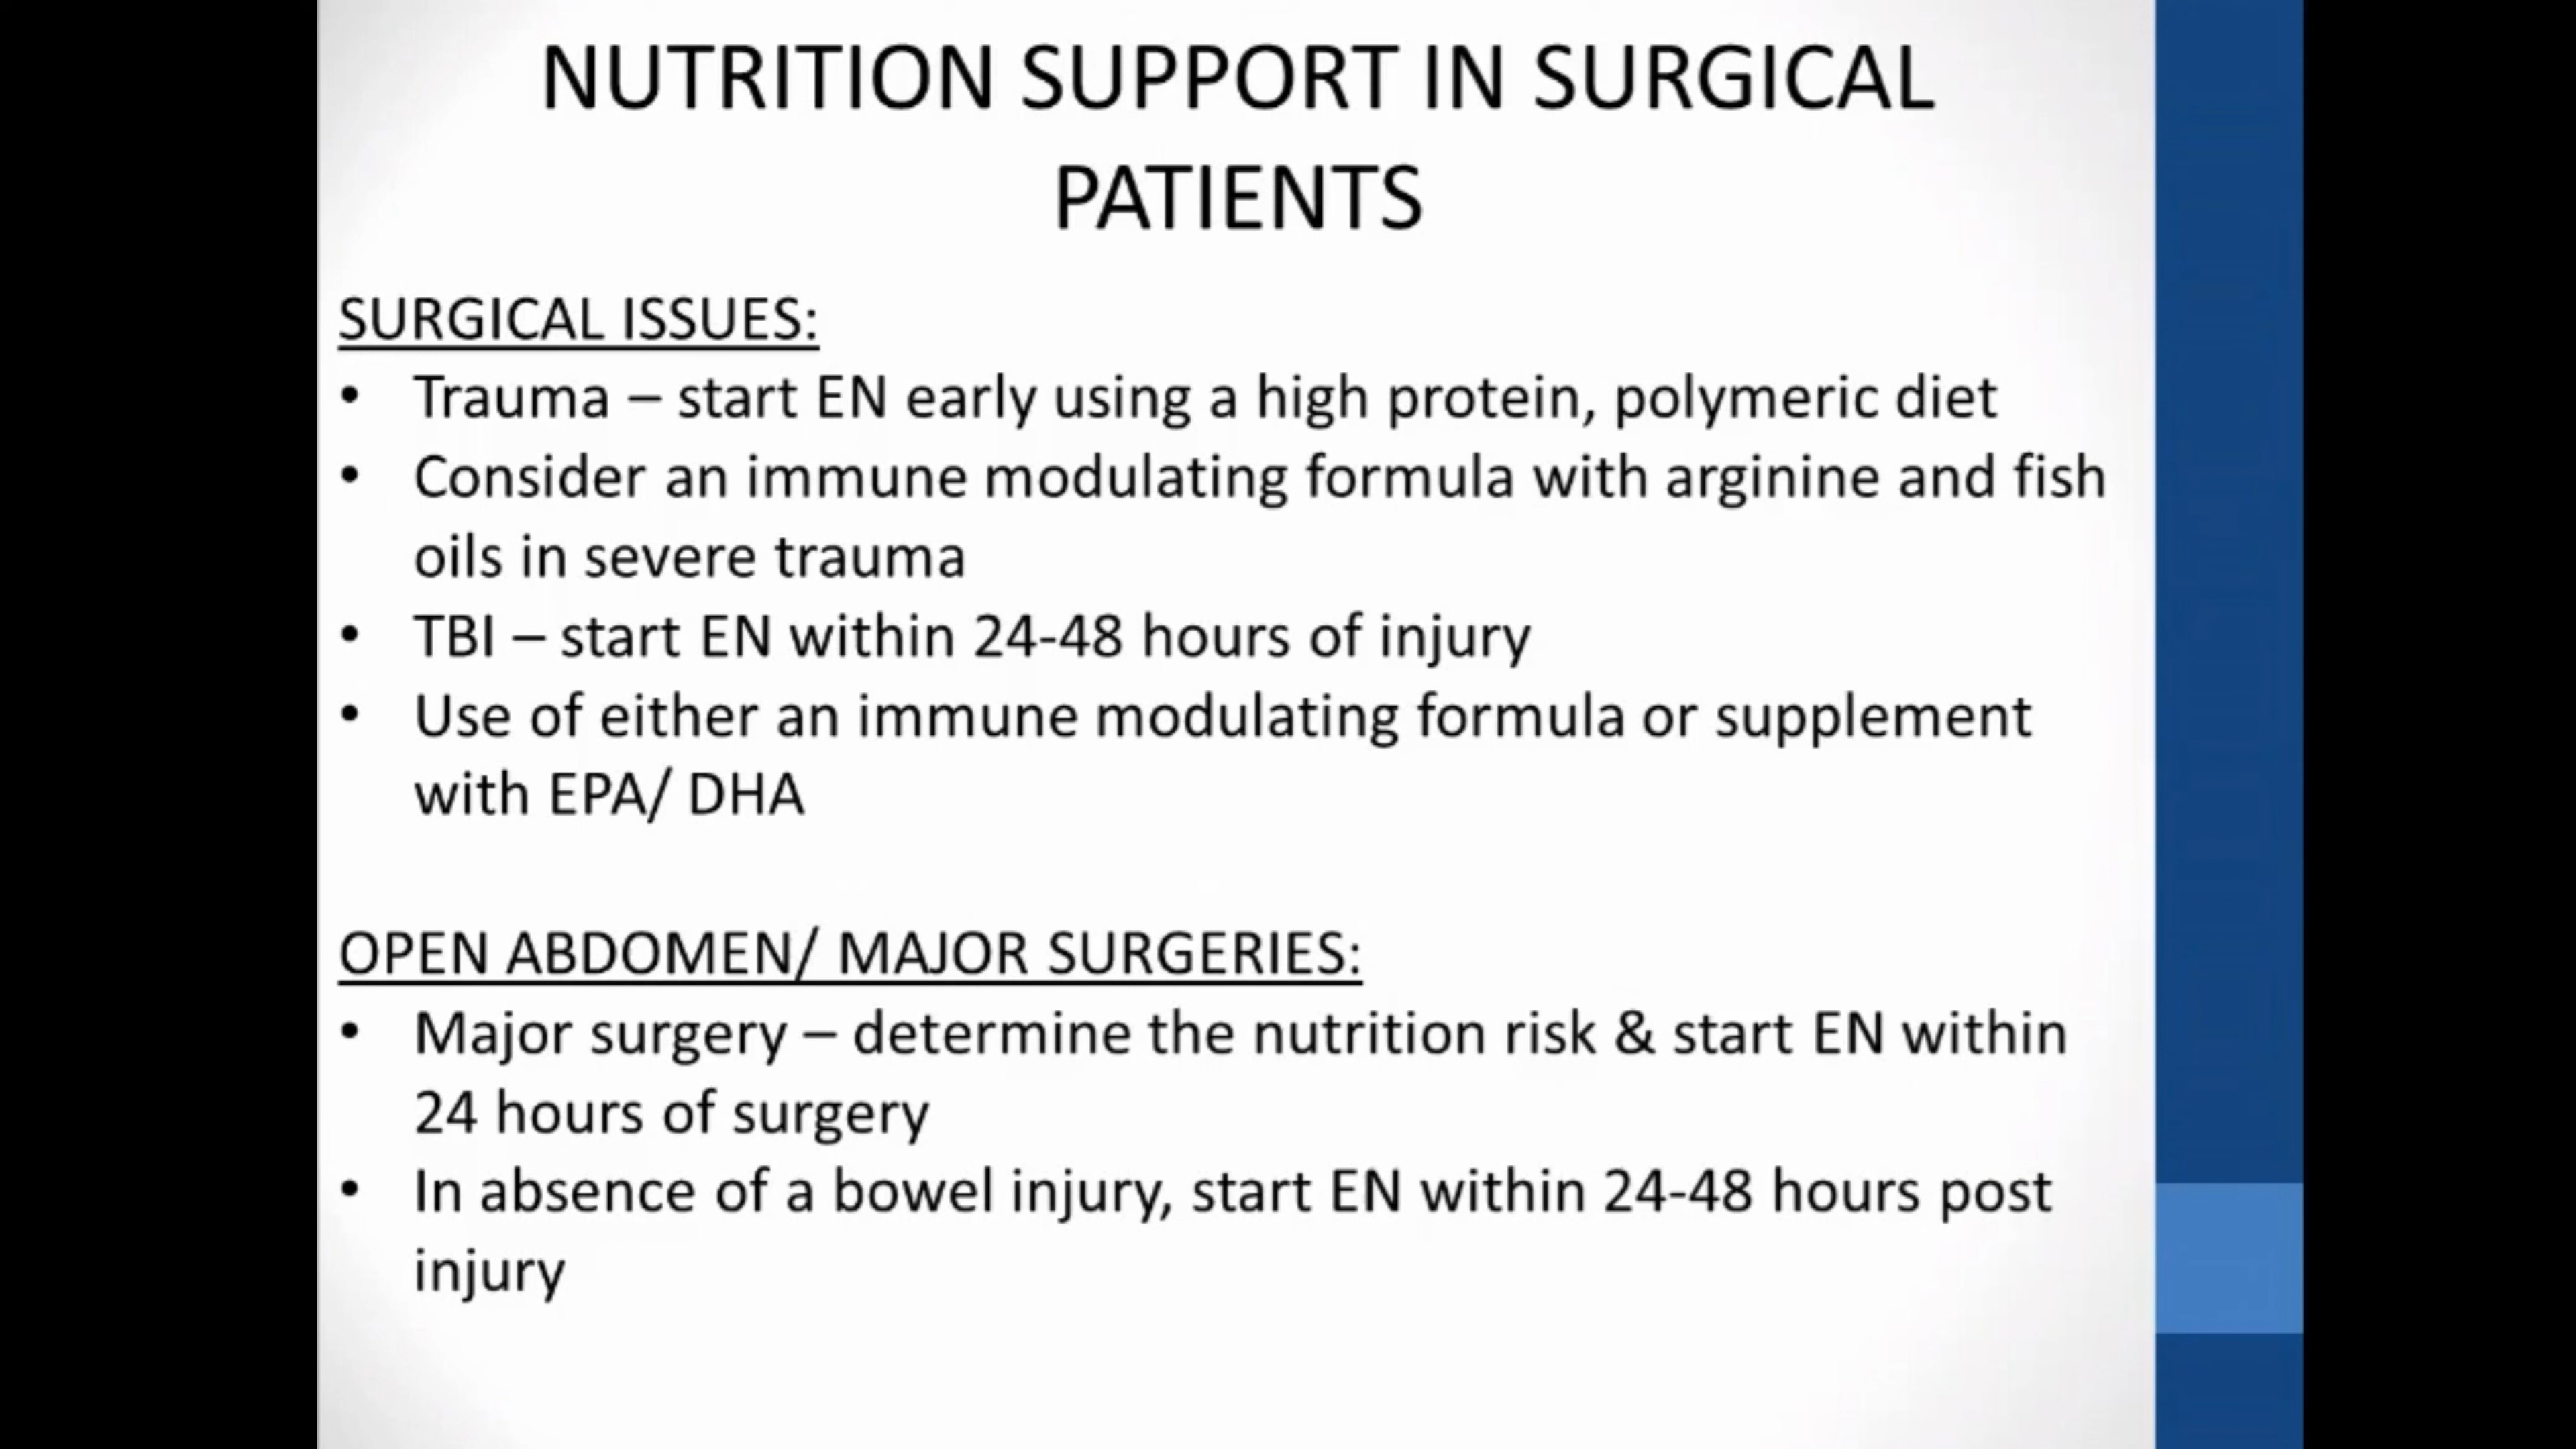 NUTRITION SUPPORT IN SURGICAL
PATIENTS
SURGICAL ISSUES:
• Trauma – start EN early using a high protein, polymeric diet
• Consider an immune modulating formula with arginine and fish
oils in severe trauma
• TBI – start EN within 24-48 hours of injury
• Use of either an immune modulating formula or supplement
with EPA/ DHA
OPEN ABDOMEN/ MAJOR SURGERIES:
• Major surgery – determine the nutrition risk & start EN within
24 hours of surgery
• In absence of a bowel injury, start EN within 24-48 hours post
injury